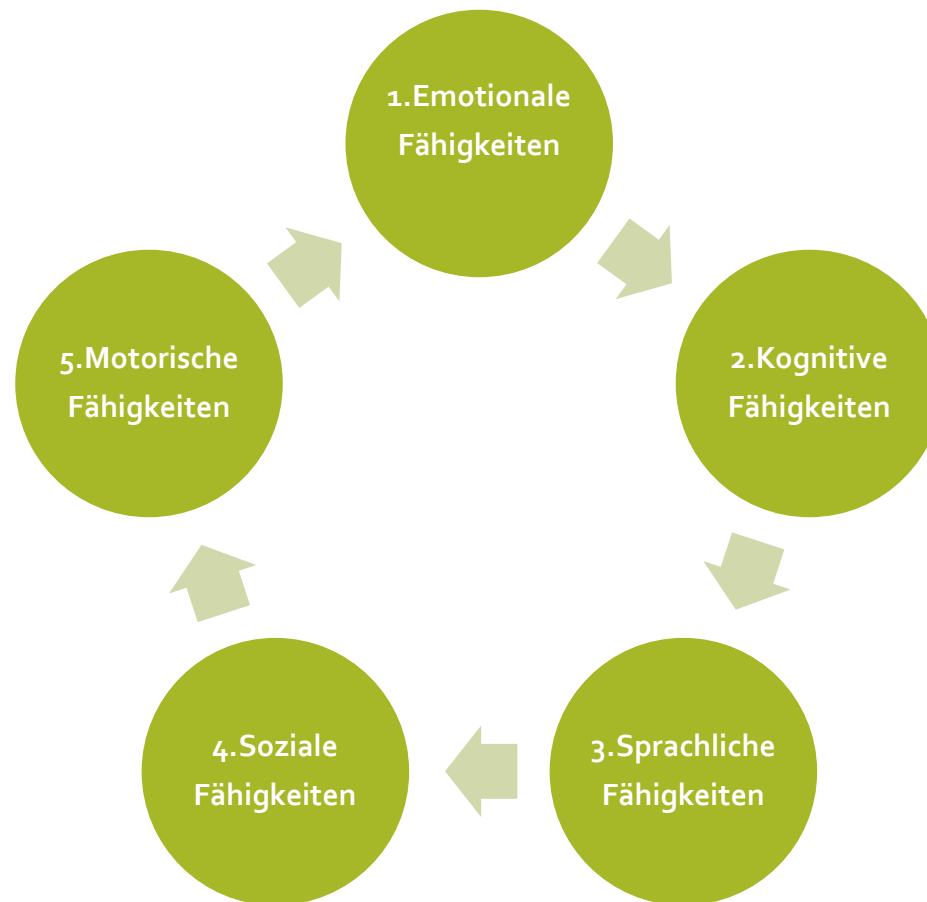 1.Emotionale
Fähigkeiten
2.Kognitive
Fähigkeiten
3.Sprachliche
Fähigkeiten
4.Soziale
Fähigkeiten
5.Motorische
Fähigkeiten